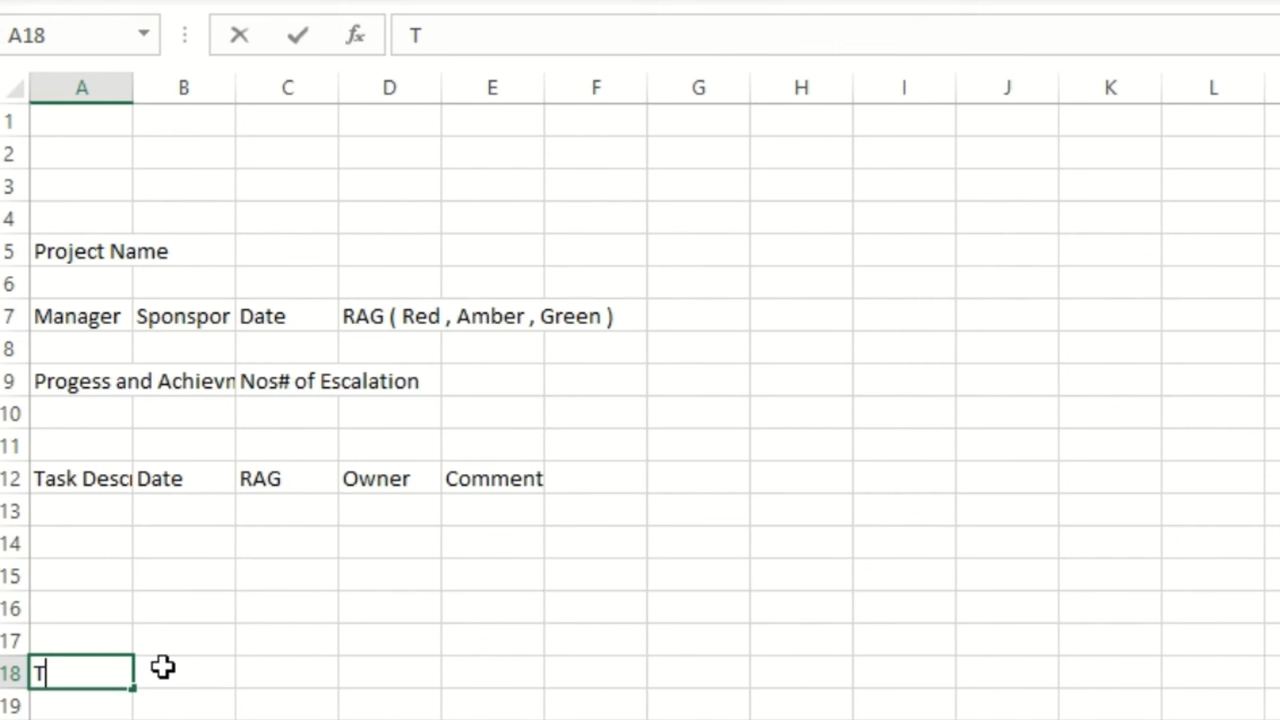 A18 fx T
A B C D E F G H I J K L
1
2
3
4
5 Project Name
6
7 Manager Sponspor Date RAG ( Red , Amber , Green )
8
9 Progess and Achievn Nos# of Escalation
10
11
12 Task Descr Date RAG Owner Comment
13
14
15
16
17
18 T
19